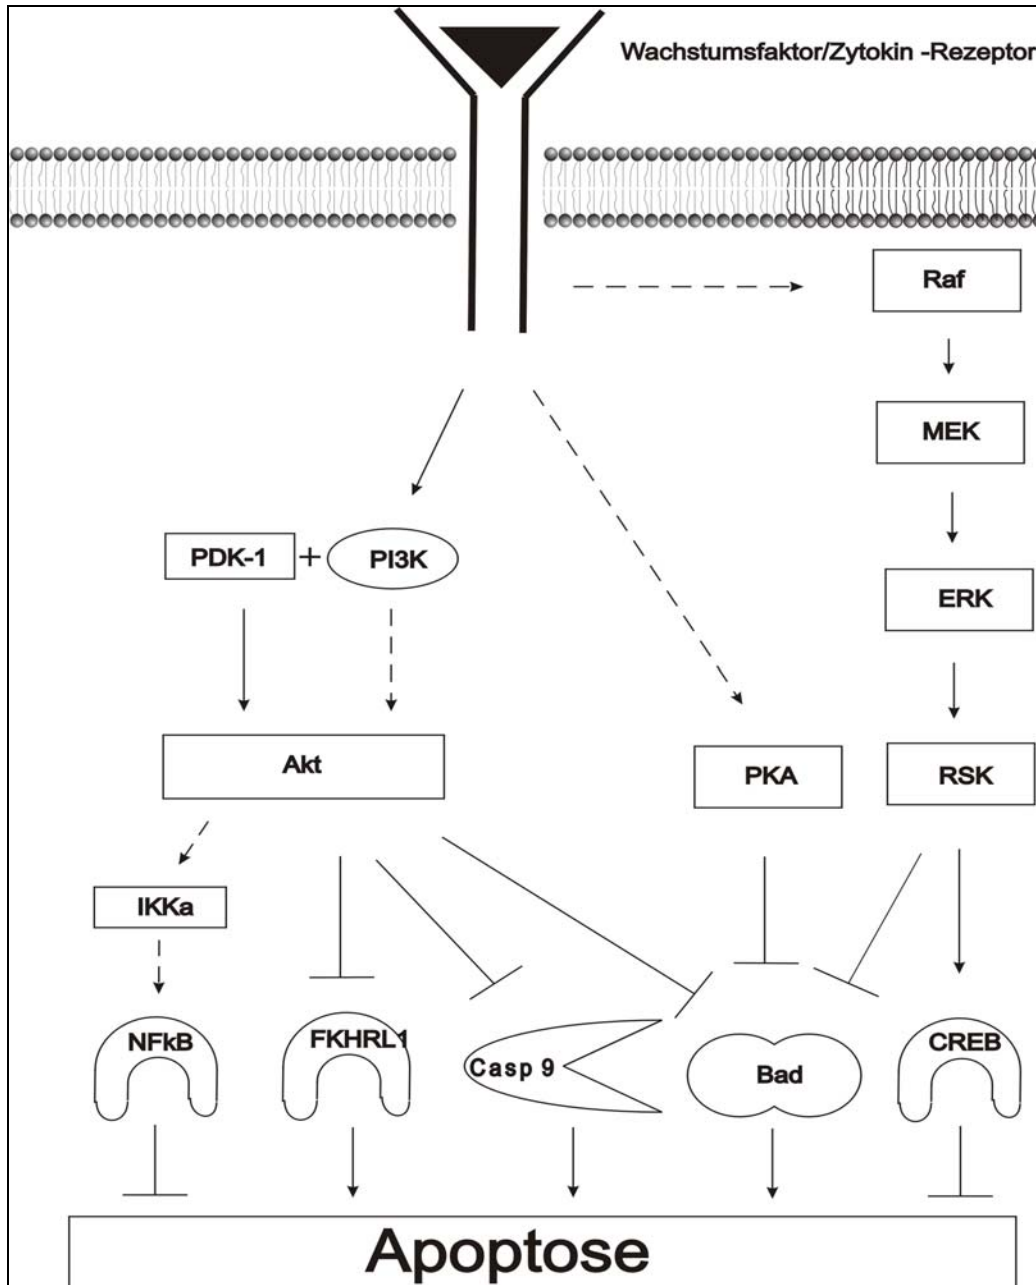 Wachstumsfaktor/Zytokin -Rezeptor
Raf
MEK
PDK-1 + PI3K
ERK
Akt
PKA
RSK
IKKa
NFkB
FKHRL1
Casp 9
Bad
CREB
Apoptose